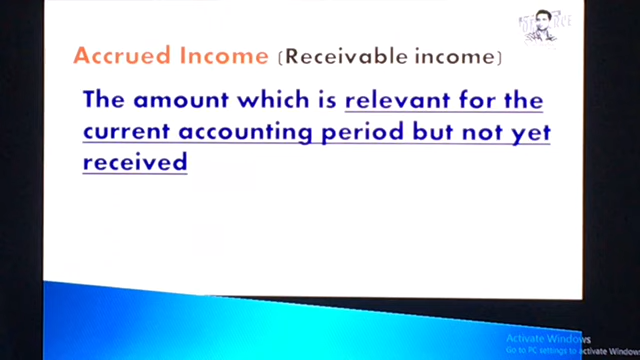 Accrued Income (Receivable income)
The amount which is relevant for the
current accounting period but not yet
received
Activate Windows
Go to PC settings to activate Windows